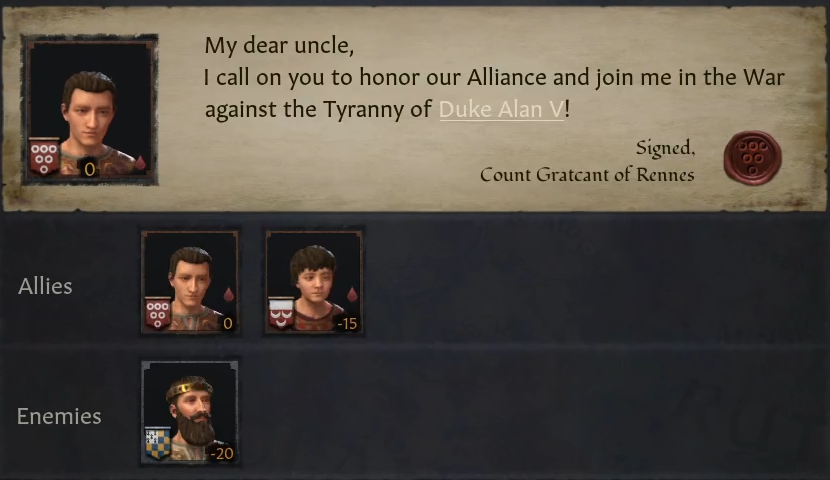 My dear uncle,
I call on you to honor our Alliance and join me in the War
against the Tyranny of Duke Alan V!
Signed,
Count Gratcant of Rennes
0
Allies
0
-15
Enemies
-20